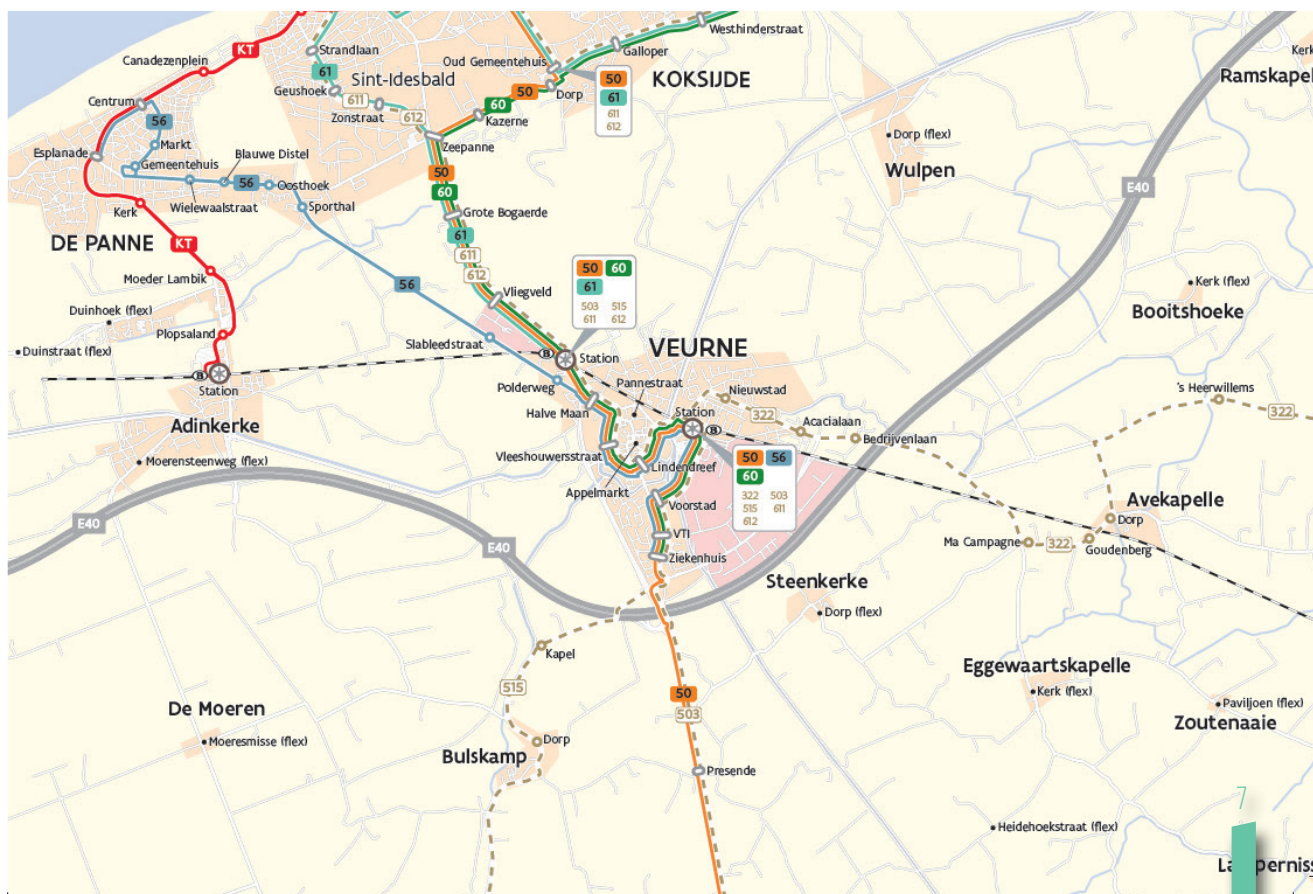 Westhinderstraat
Strandlaan
KT
Galloper
Canadezenplein
Oud Gemeentehuis
61
Sint-Idesbald
KOKSIJDE
Geushoek
50
61
611
612
Ramskapel
Centrum
611
50
Dorp
60
Kazerne
Zonstraat
612
56
Markt
Zeepanne
Dorp (flex)
Esplanade
Blauwe Distel
Gemeentehuis
50
Wulpen
56
Oosthoek
60
E40
Wielewaalstraat
Sporthal
Kerk
Grote Bogaerde
61
DE PANNE
KT
611
612
50 60
61
503 515
611 612
Moeder Lambik
56
Kerk (flex)
Vliegveld
Duinhoek (flex)
Booitshoeke
Plopsaland
Slableedstraat
VEURNE
Duinstraat (flex)
B
Station
B
Station
Polderweg
Pannestraat
Nieuwstad
's Heerwillems
Halve Maan
Station
322
322
Adinkerke
Acacialaan
B
Bedrijvenlaan
Vleeshouwersstraat
Moerensteenweg (flex)
Lindendreef
50 56
60
322 503
515 611
612
Appelmarkt
Avekapelle
Voorstad
Dorp
E40
VTI
Ma Campagne
322
Goudenberg
E40
Ziekenhuis
Steenkerke
Dorp (flex)
Kapel
Eggewaartskapelle
515
50
Kerk (flex)
503
De Moeren
Paviljoen (flex)
Zoutenaaie
Moeresmisse (flex)
Dorp
Bulskamp
Presende
7
Heidehoekstraat (flex)